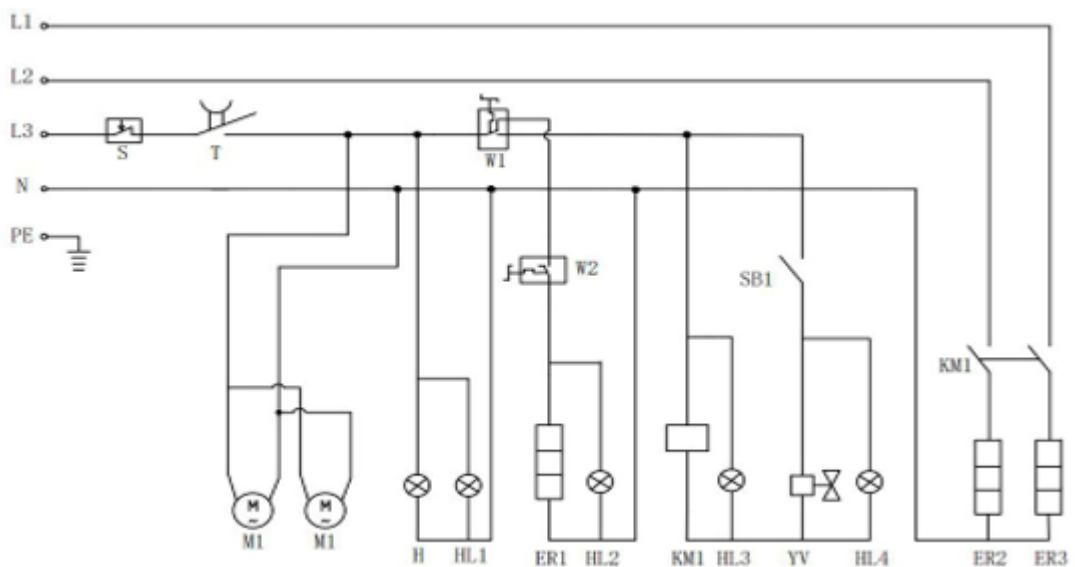 L1
L2
L3
S
T
W1
N
PE
W2
SB1
KM1
M
~
M
~
M1
M1
H
HL1
ER1
HL2
KM1
HL3
YV
HL4
ER2
ER3